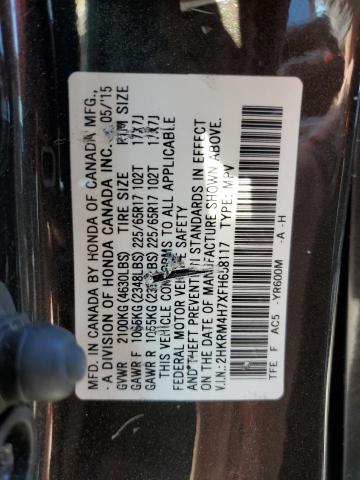 MFD. IN CANADA BY HONDA OF CANADA MFG.,
- A DIVISION OF HONDA CANADA INC. 05/'15
GVWR 2100KG (4630LBS) TIRE SIZE RIM SIZE
GAWR F 1065KG (2348LBS) 225/65R17 102T 17X7J
GAWR R 1055KG 225/65R17 102T 17X7J
THIS VEHICLE CONFORMS TO ALL APPLICABLE
FEDERAL MOTOR VEHICLE SAFETY
AND THEFT PREVENTION STANDARDS IN EFFECT
ON THE DATE OF MANUFACTURE SHOWN ABOVE.
V.I.N.: 2HKRM4H7XFH698117 TYPE: MPV
TFE F AC5 -YR600M -A -H